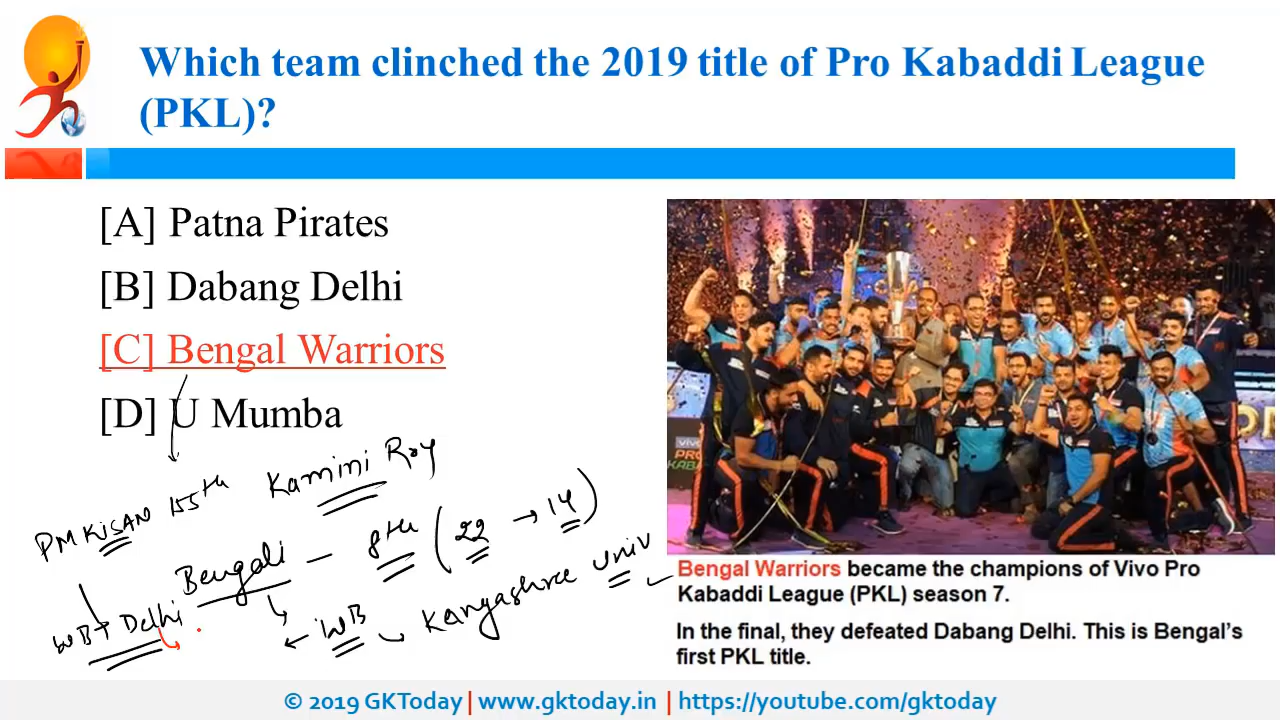 Which team clinched the 2019 title of Pro Kabaddi League
(PKL)?
[A] Patna Pirates
[B] Dabang Delhi
[C] Bengal Warriors
[D] U Mumba
Kamini Roy
PM KISAN 155th
Bengali – 8th (22 → 14)
WB + Delhi
WB
Kanyashree Univ
VIVO
PRO
KABA
Bengal Warriors became the champions of Vivo Pro
Kabaddi League (PKL) season 7.
In the final, they defeated Dabang Delhi. This is Bengal's
first PKL title.
© 2019 GKToday | www.gktoday.in | https://youtube.com/gktoday